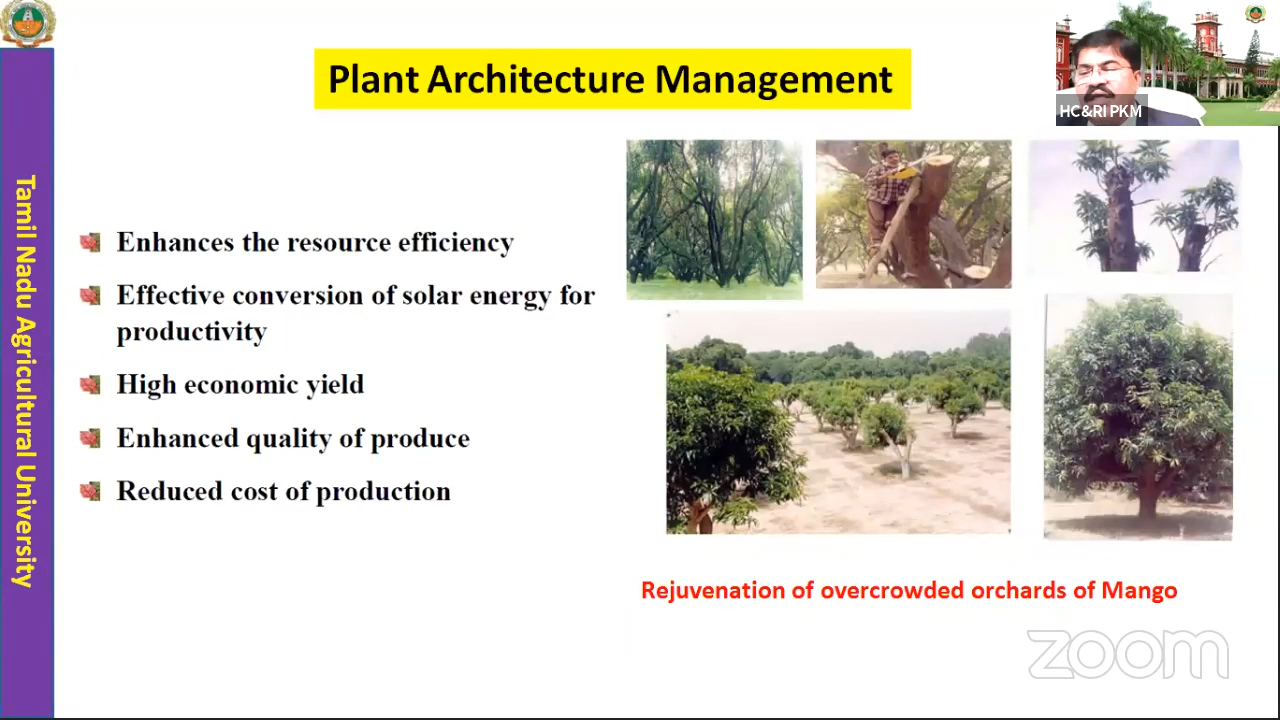 Plant Architecture Management
HC&RI PKM
Tamil Nadu Agricultural University
Enhances the resource efficiency
Effective conversion of solar energy for
productivity
High economic yield
Enhanced quality of produce
Reduced cost of production
Rejuvenation of overcrowded orchards of Mango
zoom